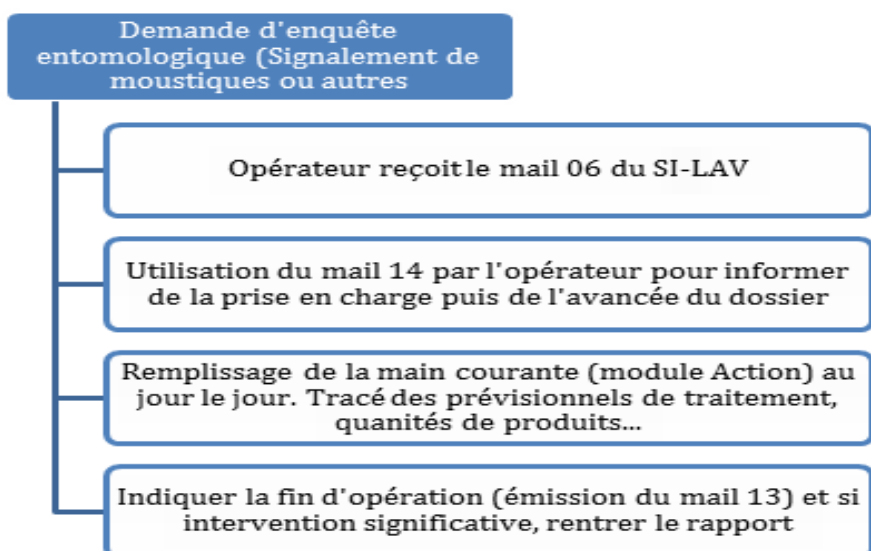 Demande d'enquête
entomologique (Signalement de
moustiques ou autres
Opérateur reçoit le mail 06 du SI-LAV
Utilisation du mail 14 par l'opérateur pour informer
de la prise en charge puis de l'avancée du dossier
Remplissage de la main courante (module Action) au
jour le jour. Tracé des prévisionnels de traitement,
quanités de produits...
Indiquer la fin d'opération (émission du mail 13) et si
intervention significative, rentrer le rapport